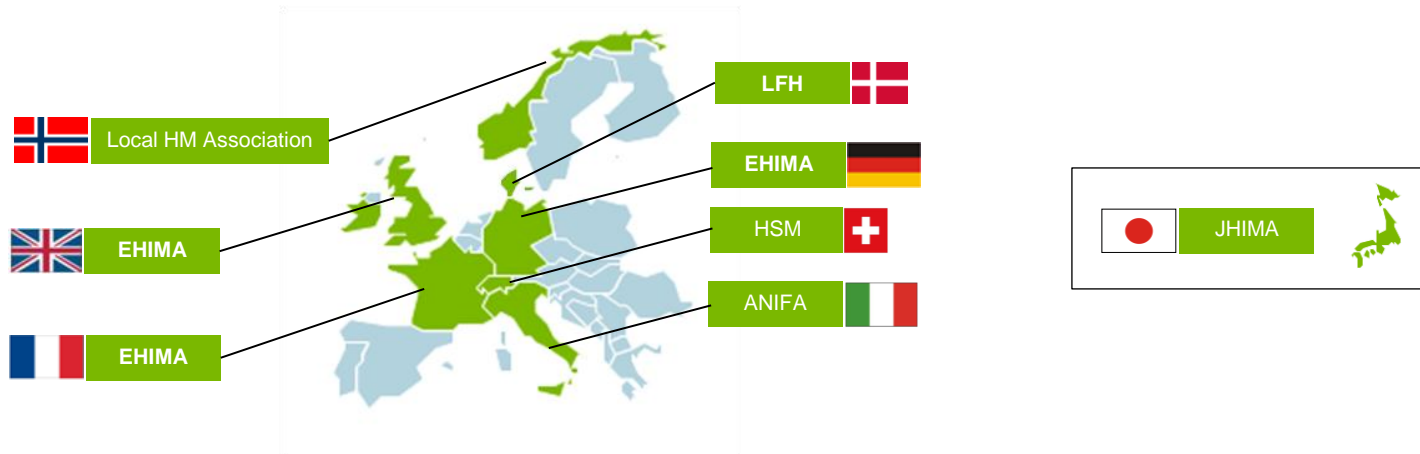 LFH
Local HM Association
EHIMA
EHIMA
HSM
JHIMA
ANIFA
EHIMA